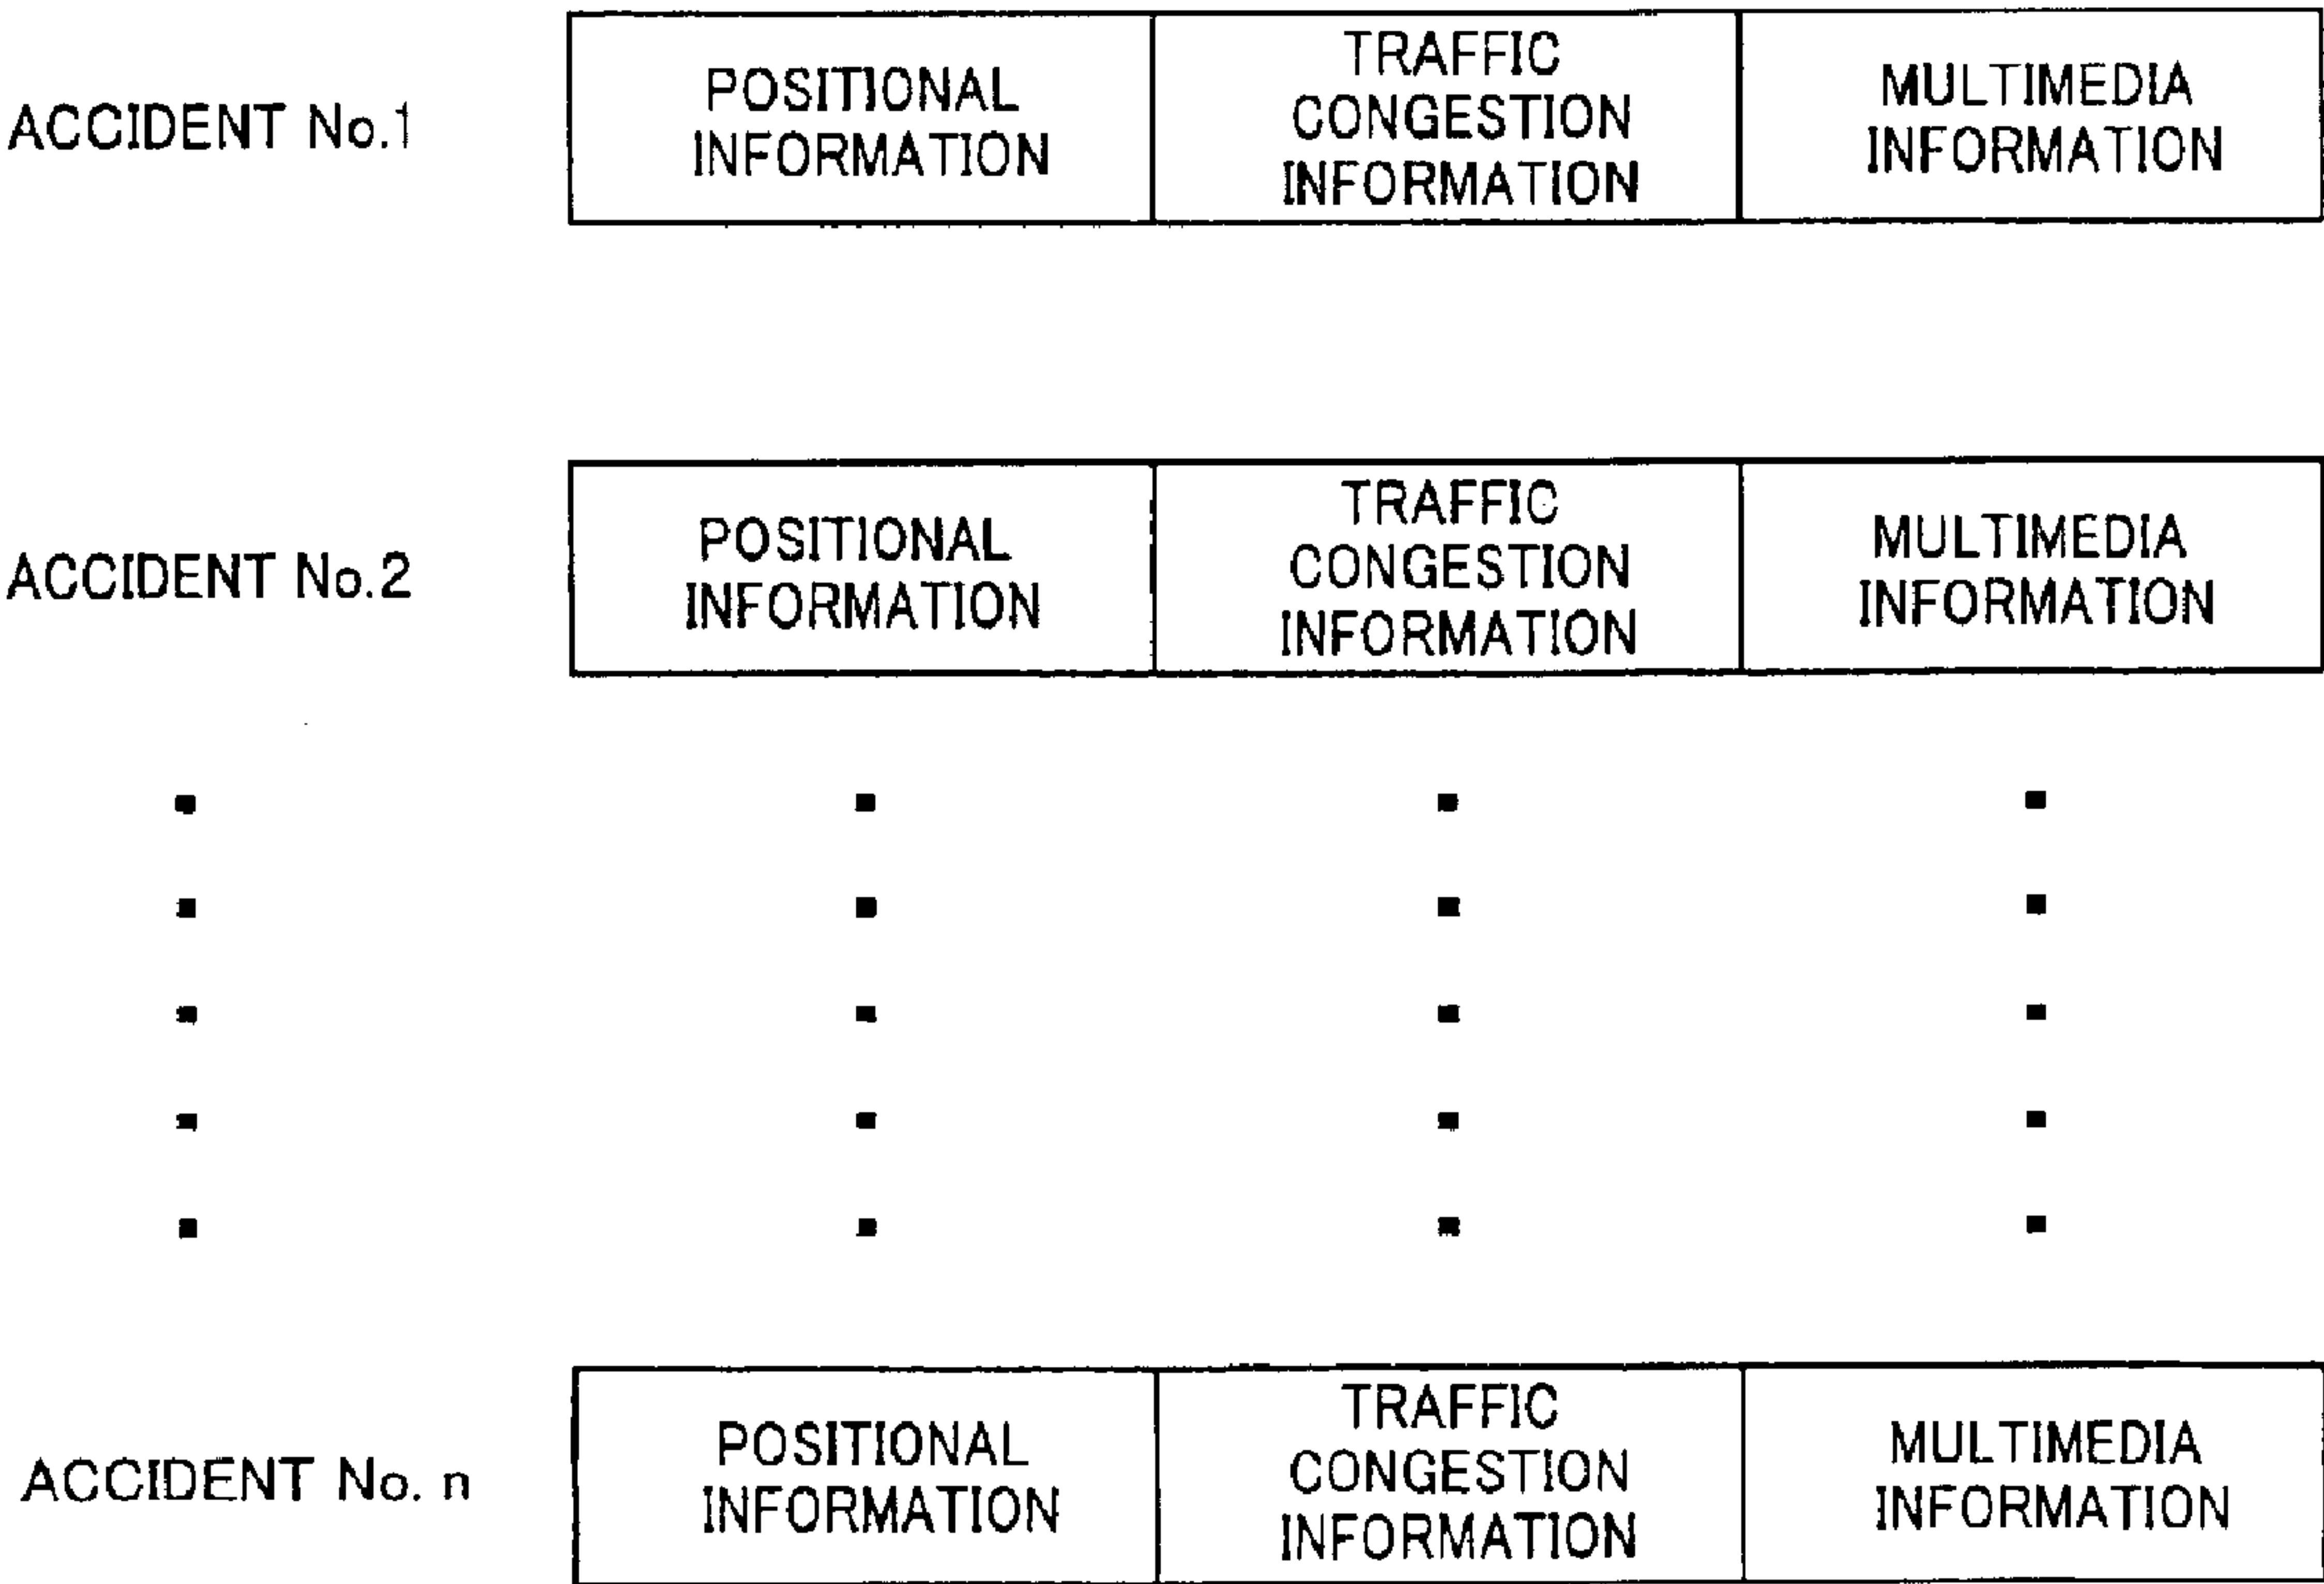 ACCIDENT No.1
POSITIONAL
INFORMATION
TRAFFIC
CONGESTION
INFORMATION
MULTIMEDIA
INFORMATION
ACCIDENT No.2
POSITIONAL
INFORMATION
TRAFFIC
CONGESTION
INFORMATION
MULTIMEDIA
INFORMATION
ACCIDENT No. n
POSITIONAL
INFORMATION
TRAFFIC
CONGESTION
INFORMATION
MULTIMEDIA
INFORMATION